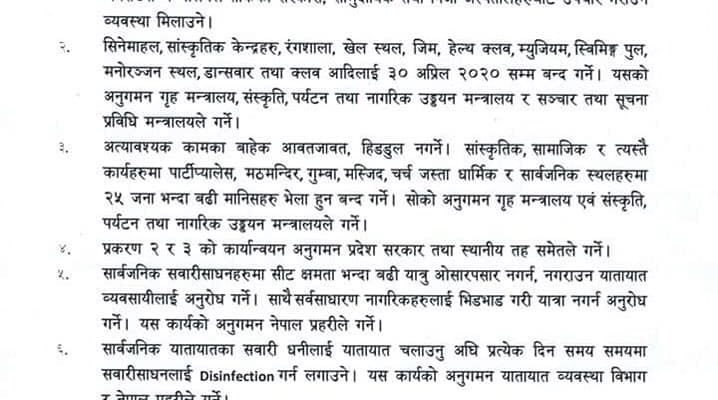 व्यवस्था मिलाउने।
२. सिनेमाहल, सांस्कृतिक केन्द्रहरु, रंगशाला, खेल स्थल, जिम, हेल्थ क्लव, म्युजियम, स्विमिङ्ग पुल,
मनोरञ्जन स्थल, डान्सवार तथा क्लव आदिलाई ३० अप्रिल २०२० सम्म बन्द गर्ने। यसको
अनुगमन गृह मन्त्रालय, संस्कृति, पर्यटन तथा नागरिक उड्डयन मन्त्रालय र सञ्चार तथा सूचना
प्रविधि मन्त्रालयले गर्ने।
३. अत्यावश्यक कामका बाहेक आवतजावत, हिडडुल नगर्ने। सांस्कृतिक, सामाजिक र त्यस्तै
कार्यहरुमा पार्टीप्यालेस, मठमन्दिर, गुम्वा, मस्जिद, चर्च जस्ता धार्मिक र सार्वजनिक स्थलहरुमा
२५ जना भन्दा बढी मानिसहरु भेला हुन बन्द गर्ने। सोको अनुगमन गृह मन्त्रालय एवं संस्कृति,
पर्यटन तथा नागरिक उड्डयन मन्त्रालयले गर्ने।
४. प्रकरण २ र ३ को कार्यान्वयन अनुगमन प्रदेश सरकार तथा स्थानीय तह समेतले गर्ने।
५. सार्वजनिक सवारीसाधनहरुमा सीट क्षमता भन्दा बढी यात्रु ओसारपसार नगर्न, नगराउन यातायात
व्यवसायीलाई अनुरोध गर्ने। साथै सर्वसाधारण नागरिकहरुलाई भिडभाड गरी यात्रा नगर्न अनुरोध
गर्ने। यस कार्यको अनुगमन नेपाल प्रहरीले गर्ने।
६. सार्वजनिक यातायातका सवारी धनीलाई यातायात चलाउनु अघि प्रत्येक दिन समय समयमा
सवारीसाधनलाई Disinfection गर्न लगाउने। यस कार्यको अनुगमन यातायात व्यवस्था विभाग
र नेपाल प्रहरीले गर्ने।